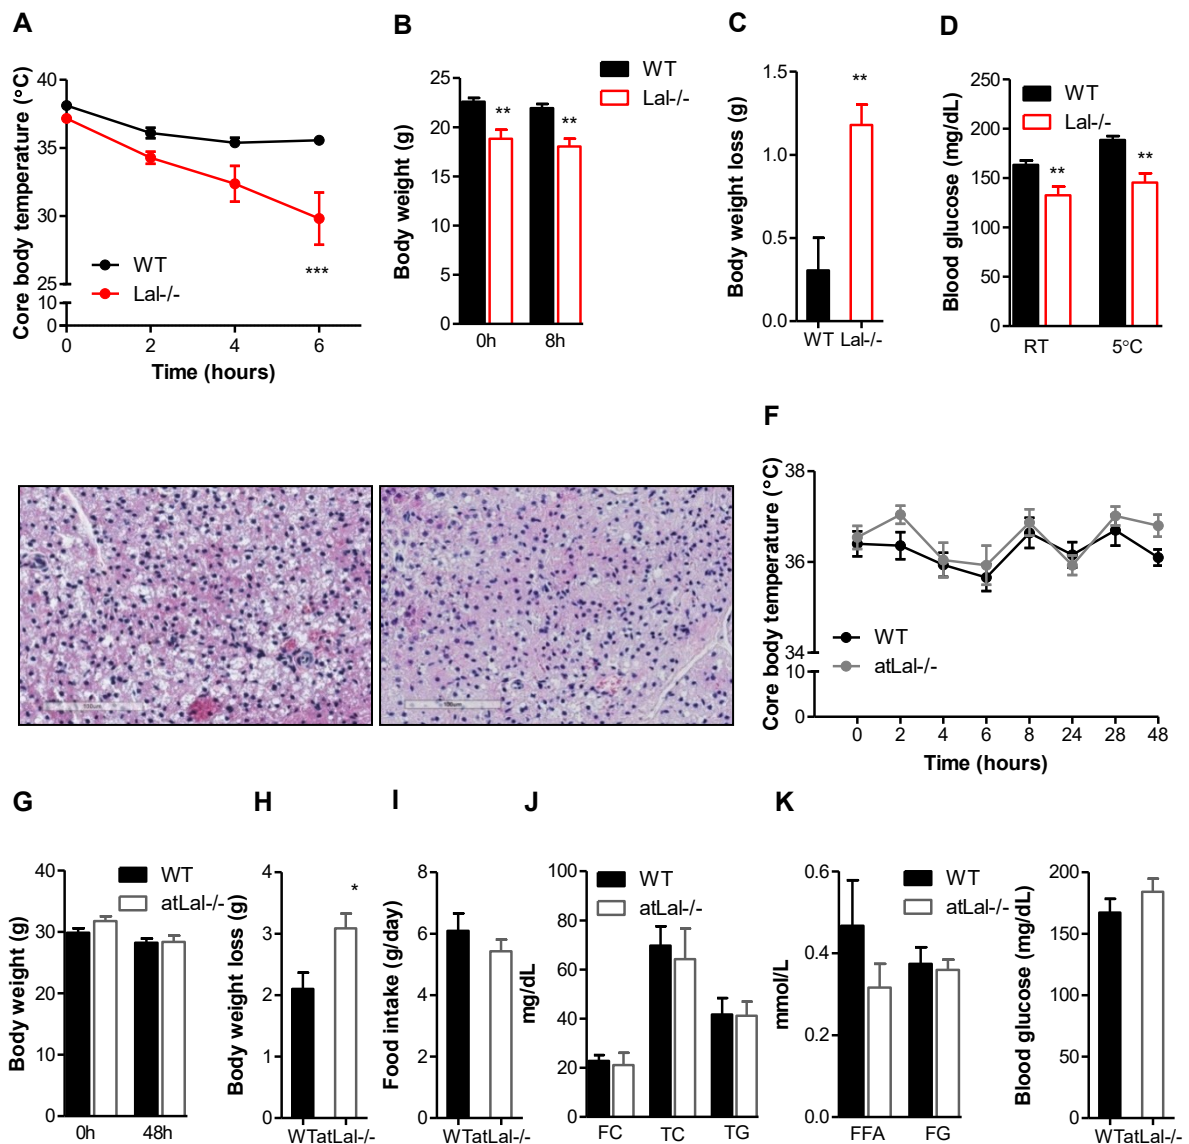 A
B
C
D
Core body temperature (°C)
40
35
30
25
10
0
WT
Lal-/-
***
0
2
4
6
Time (hours)
Body weight (g)
25
20
15
10
5
0
WT
Lal-/-
**
**
0h
8h
Body weight loss (g)
1.5
1.0
0.5
0.0
**
WT Lal-/-
Blood glucose (mg/dL)
250
200
150
100
50
0
WT
Lal-/-
**
**
RT
5°C
F
100um
Core body temperature (°C)
38
36
34
10
0
WT
atLal-/-
0
2
4
6
8
24
28
48
Time (hours)
G
H
I
J
K
Body weight (g)
40
30
20
10
0
WT
atLal-/-
0h
48h
Body weight loss (g)
4
3
2
1
0
*
WTatLal-/-
Food intake (g/day)
8
6
4
2
0
WTatLal-/-
mg/dL
100
80
60
40
20
0
WT
atLal-/-
FC
TC
TG
mmol/L
0.6
0.4
0.2
0.0
WT
atLal-/-
FFA
FG
Blood glucose (mg/dL)
200
150
100
50
0
WTatLal-/-